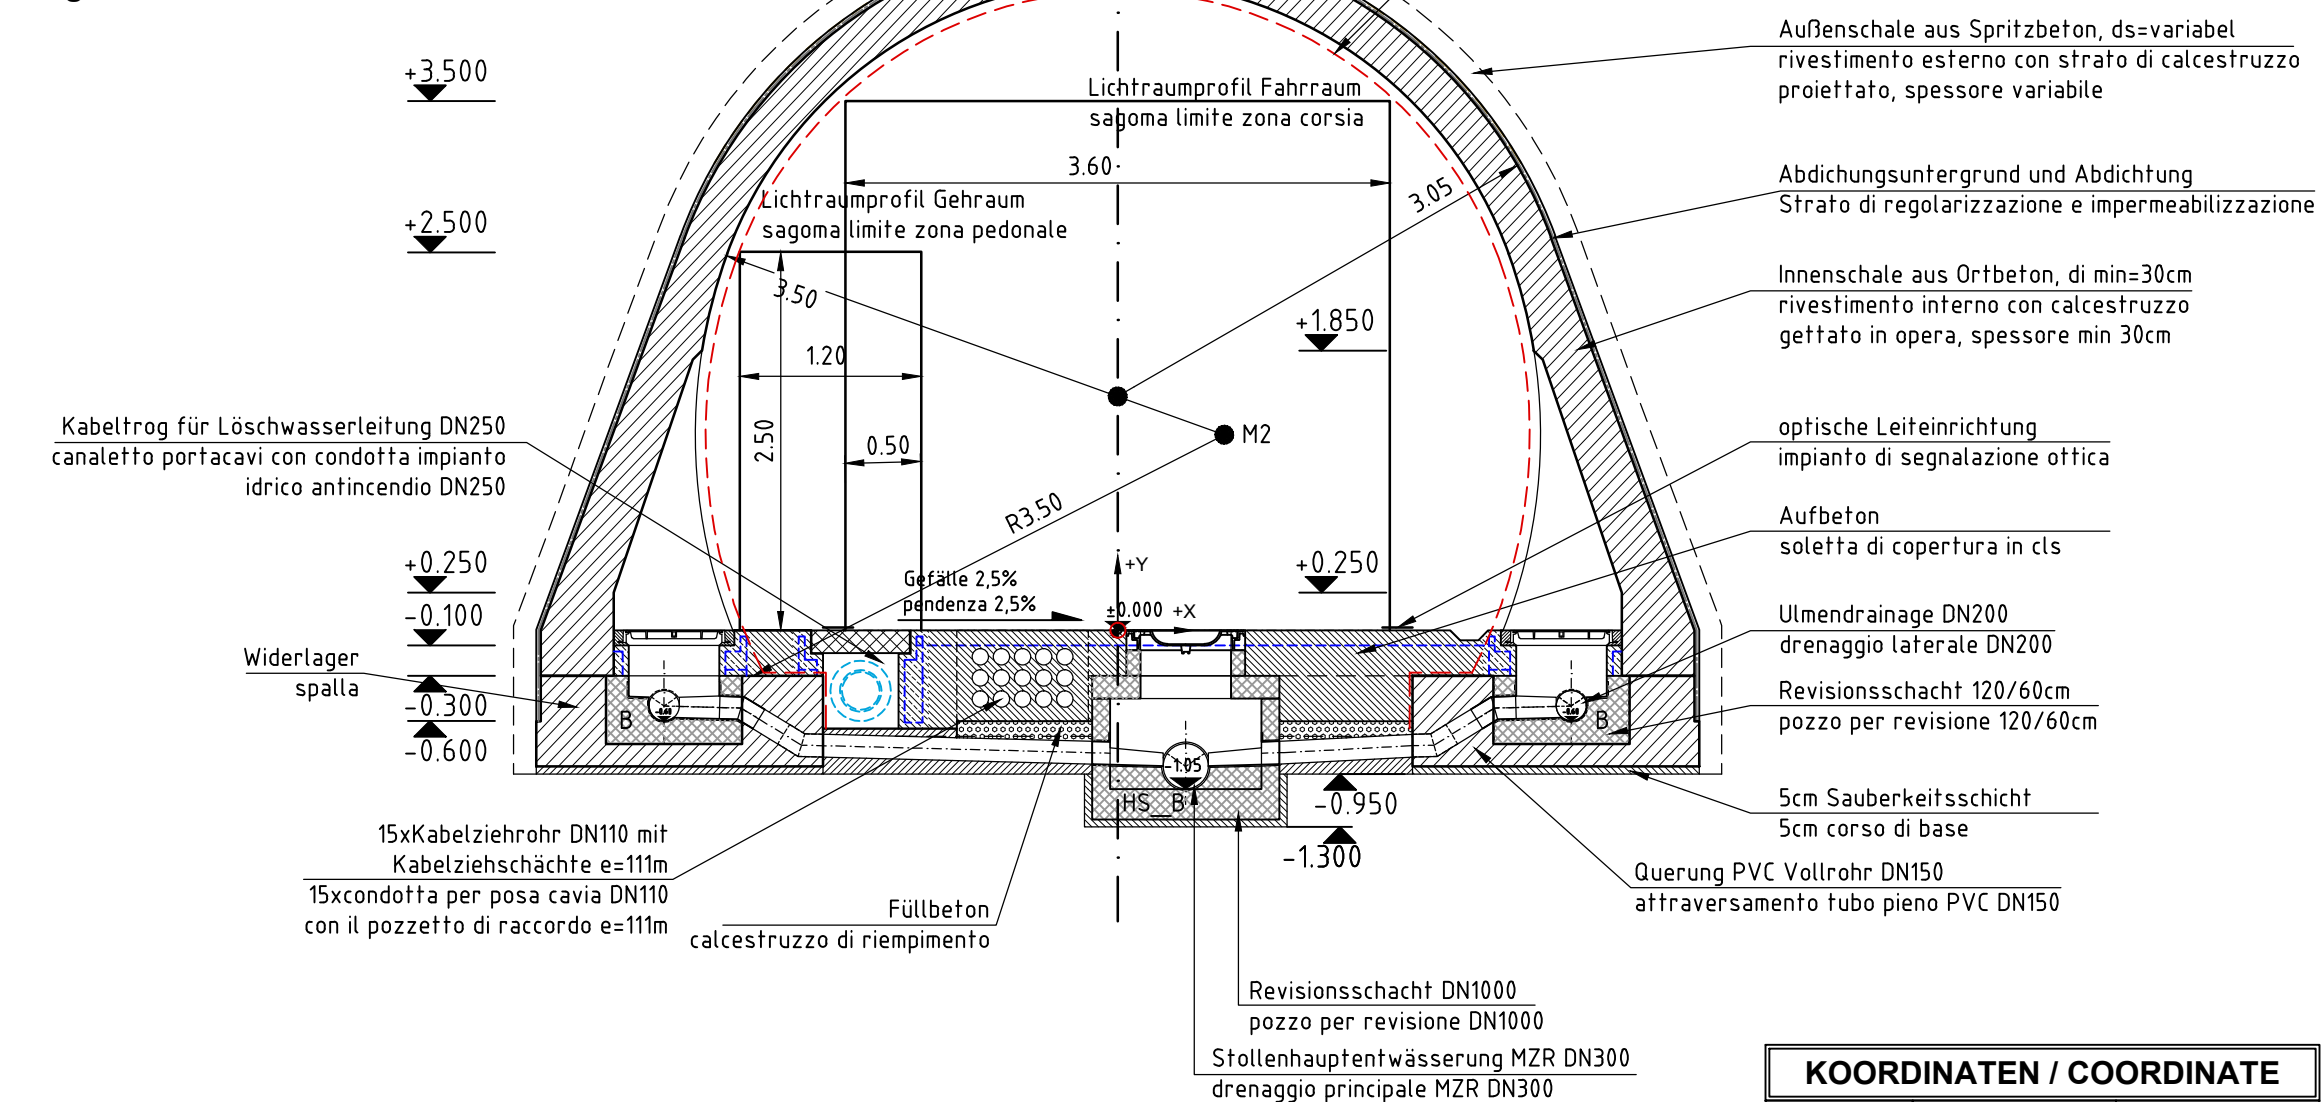 Außenschale aus Spritzbeton, ds=variabel
rivestimento esterno con strato di calcestruzzo
proiettato, spessore variabile
+3.500
Lichtraumprofil Fahrraum
sagoma limite zona corsia
3.60
Abdichungsuntergrund und Abdichtung
Strato di regolarizzazione e impermeabilizzazione
3.05
Lichtraumprofil Gehraum
sagoma limite zona pedonale
+2.500
3.50
Innenschale aus Ortbeton, di min=30cm
rivestimento interno con calcestruzzo
gettato in opera, spessore min 30cm
+1.850
1.20
Kabeltrog für Löschwasserleitung DN250
canaletto portacavi con condotta impianto
idrico antincendio DN250
2.50
0.50
M2
optische Leiteinrichtung
impianto di segnalazione ottica
R3.50
Aufbeton
soletta di copertura in cls
+0.250
-0.100
Gefälle 2,5%
pendenza 2,5%
+Y
±0.000 +X
+0.250
Ulmendrainage DN200
drenaggio laterale DN200
Widerlager
spalla
-0.300
-0.600
B
B
Revisionsschacht 120/60cm
pozzo per revisione 120/60cm
-1.05
HS_B
-0.950
-1.300
5cm Sauberkeitsschicht
5cm corso di base
15xKabelziehrohr DN110 mit
Kabelziehschächte e=111m
15xcondotta per posa cavia DN110
con il pozzetto di raccordo e=111m
Füllbeton
calcestruzzo di riempimento
Querung PVC Vollrohr DN150
attraversamento tubo pieno PVC DN150
Revisionsschacht DN1000
pozzo per revisione DN1000
Stollenhauptentwässerung MZR DN300
drenaggio principale MZR DN300
KOORDINATEN / COORDINATE